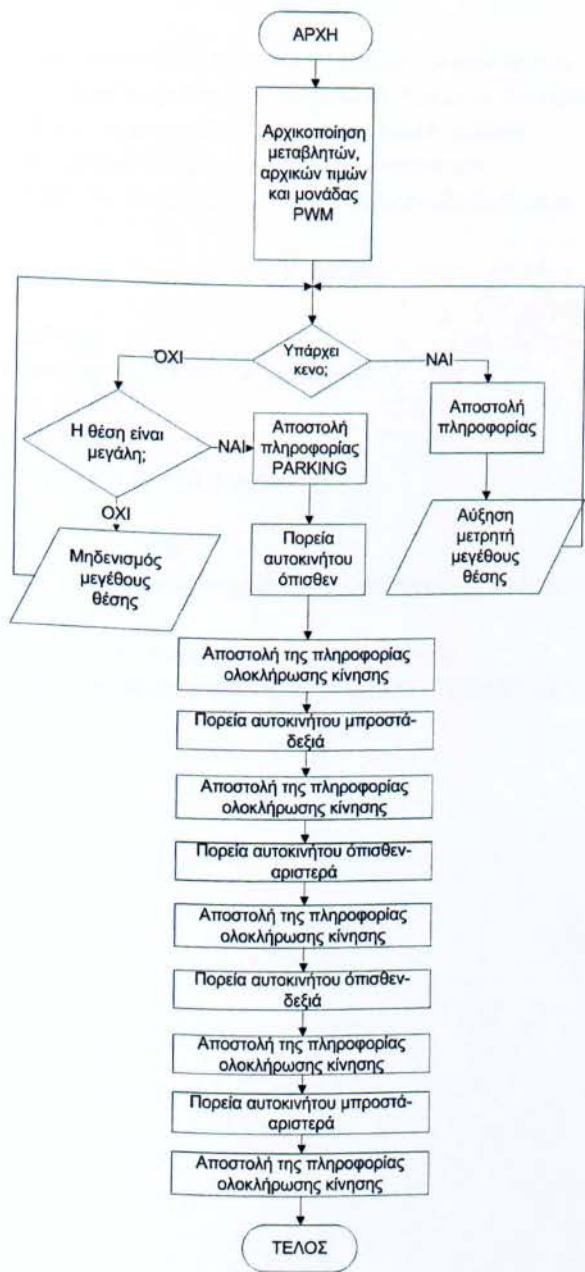 ΑΡΧΗ
Αρχικοποίηση
μεταβλητών,
αρχικών τιμών
και μονάδας
PWM
Υπάρχει
κενο;
ΌΧΙ
ΝΑΙ
Η θέση είναι
μεγάλη;
ΝΑΙ
Αποστολή
πληροφορίας
PARKING
Αποστολή
πληροφορίας
ΟΧΙ
Μηδενισμός
μεγέθους
θέσης
Πορεία
αυτοκινήτου
όπισθεν
Αύξηση
μετρητή
μεγέθους
θέσης
Αποστολή της πληροφορίας
ολοκλήρωσης κίνησης
Πορεία αυτοκινήτου μπροστά-
δεξιά
Αποστολή της πληροφορίας
ολοκλήρωσης κίνησης
Πορεία αυτοκινήτου όπισθεν-
αριστερά
Αποστολή της πληροφορίας
ολοκλήρωσης κίνησης
Πορεία αυτοκινήτου όπισθεν-
δεξιά
Αποστολή της πληροφορίας
ολοκλήρωσης κίνησης
Πορεία αυτοκινήτου μπροστά-
αριστερά
Αποστολή της πληροφορίας
ολοκλήρωσης κίνησης
ΤΕΛΟΣ